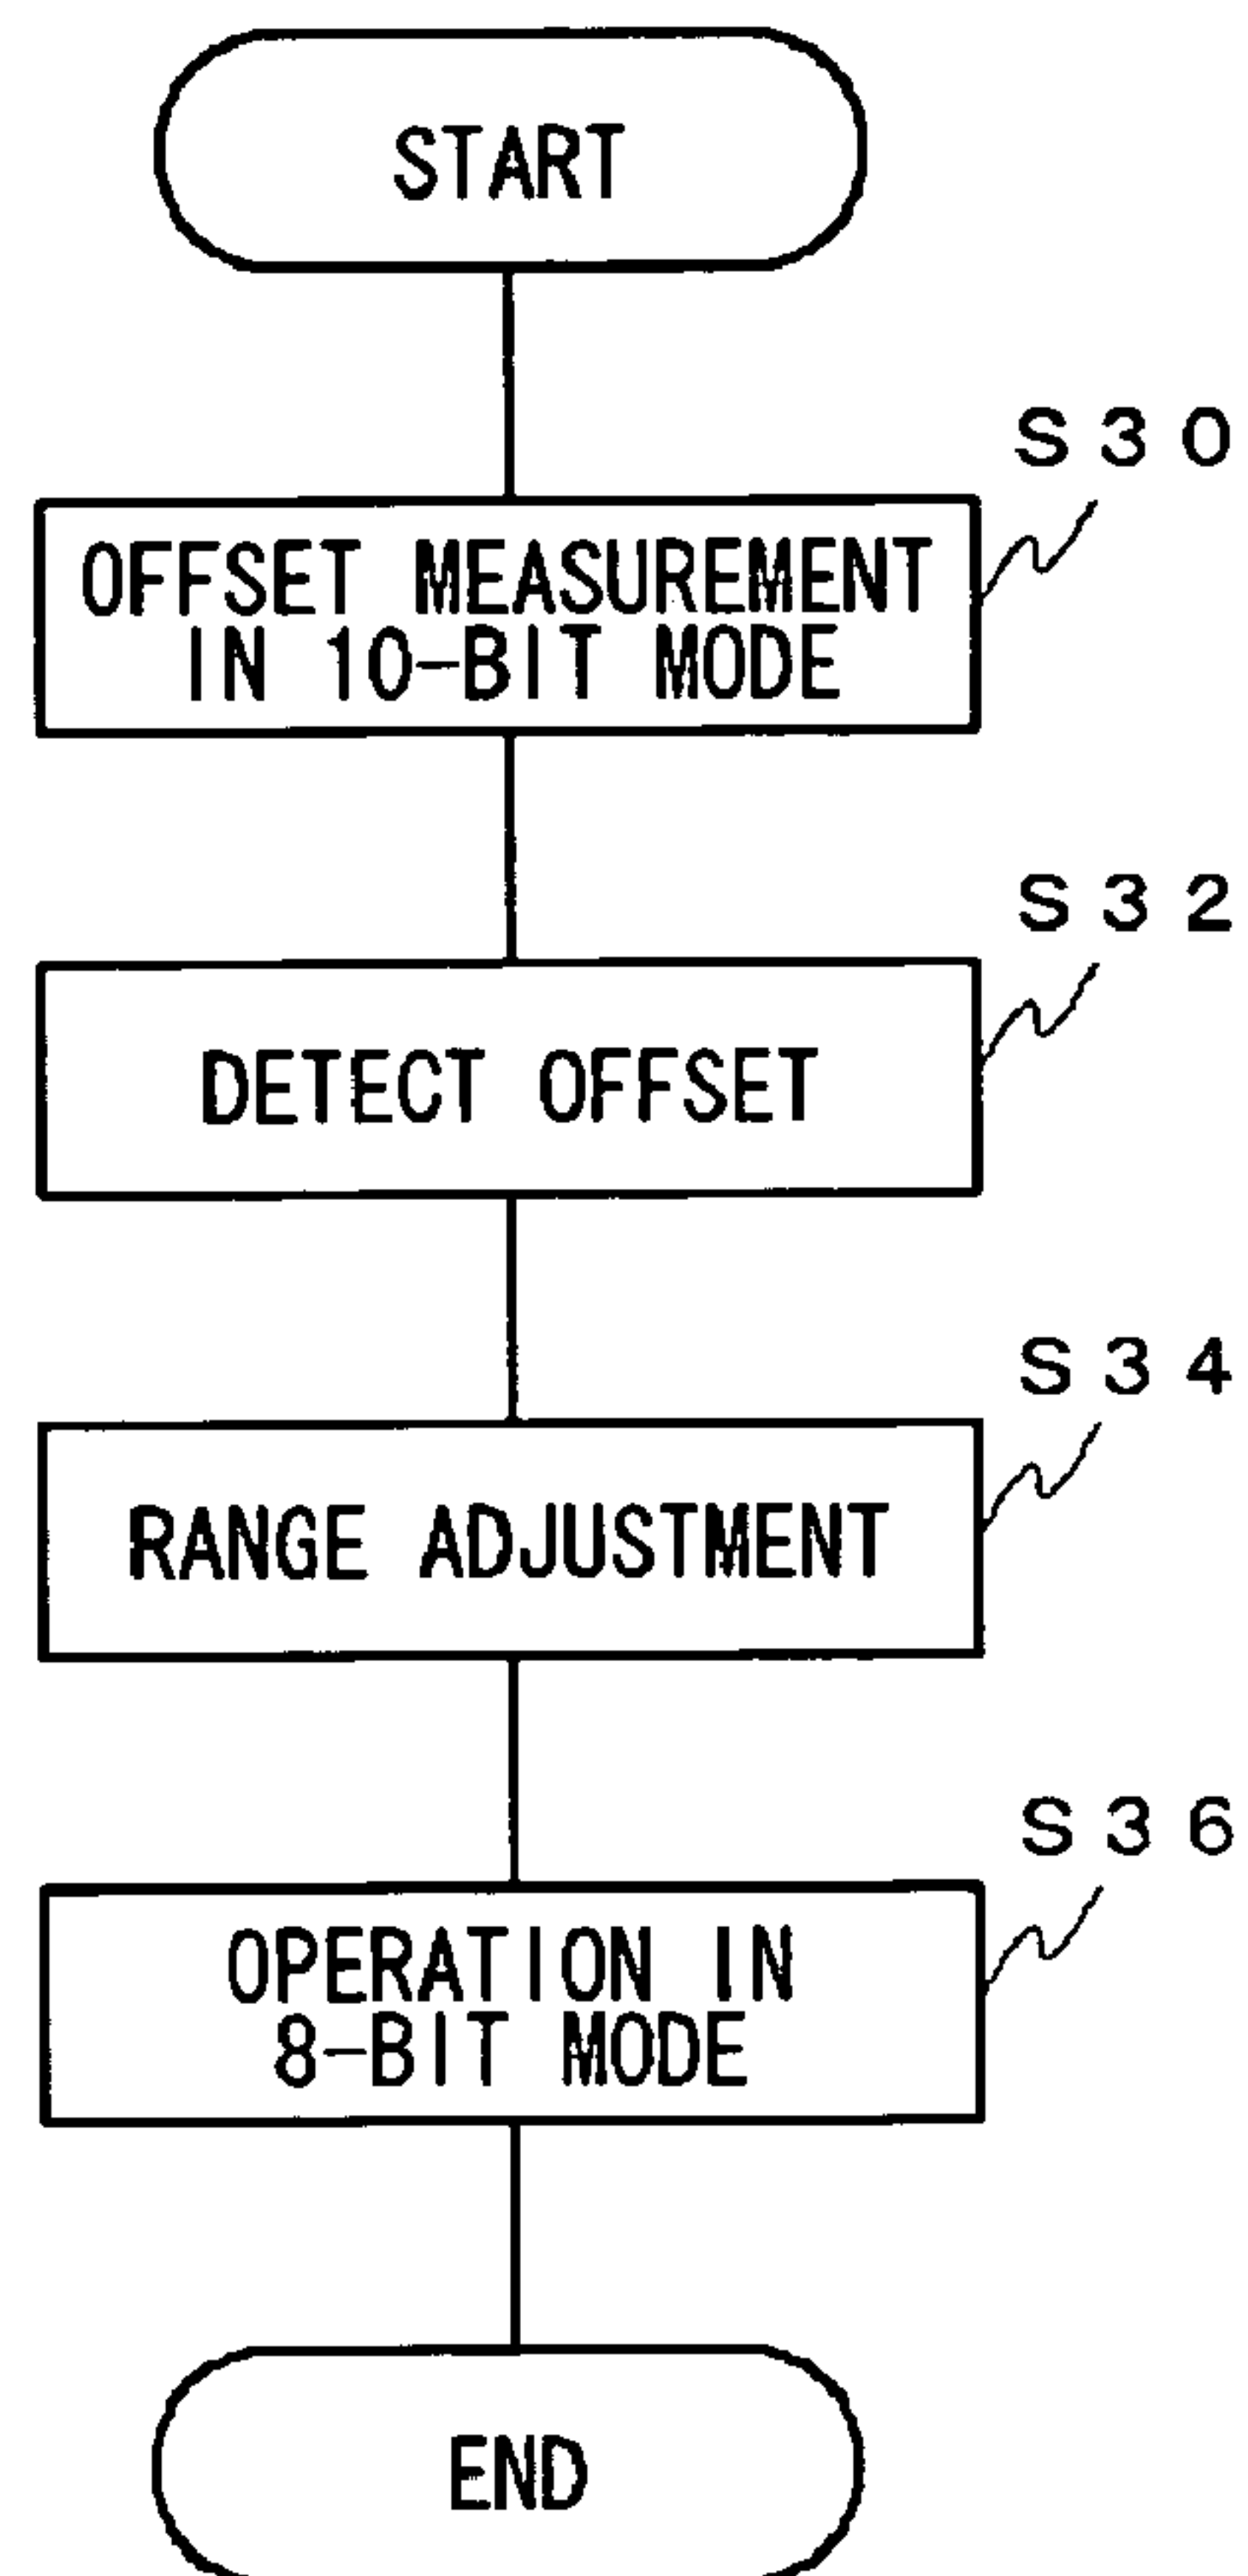 START
S30
OFFSET MEASUREMENT
IN 10-BIT MODE
S32
DETECT OFFSET
S34
RANGE ADJUSTMENT
S36
OPERATION IN
8-BIT MODE
END